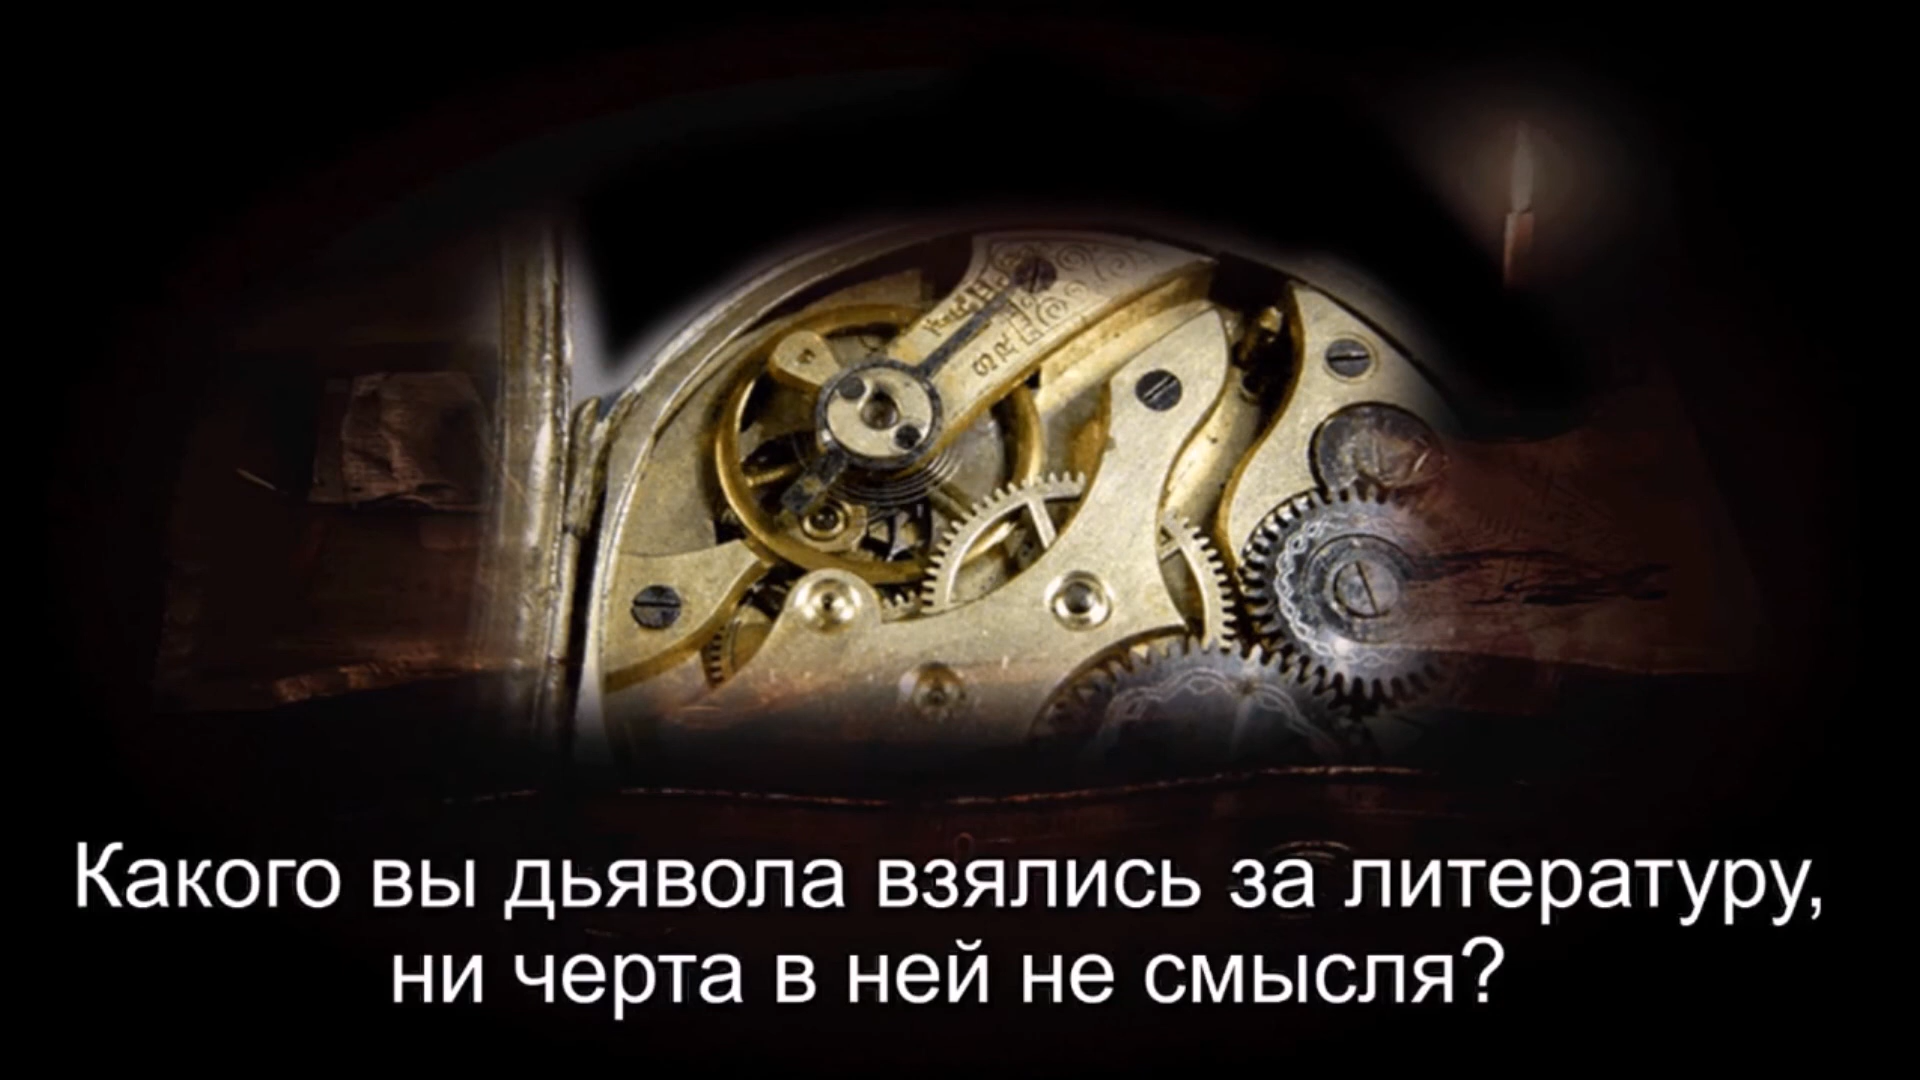 Какого вы дьявола взялись за литературу,
ни черта в ней не смысля?